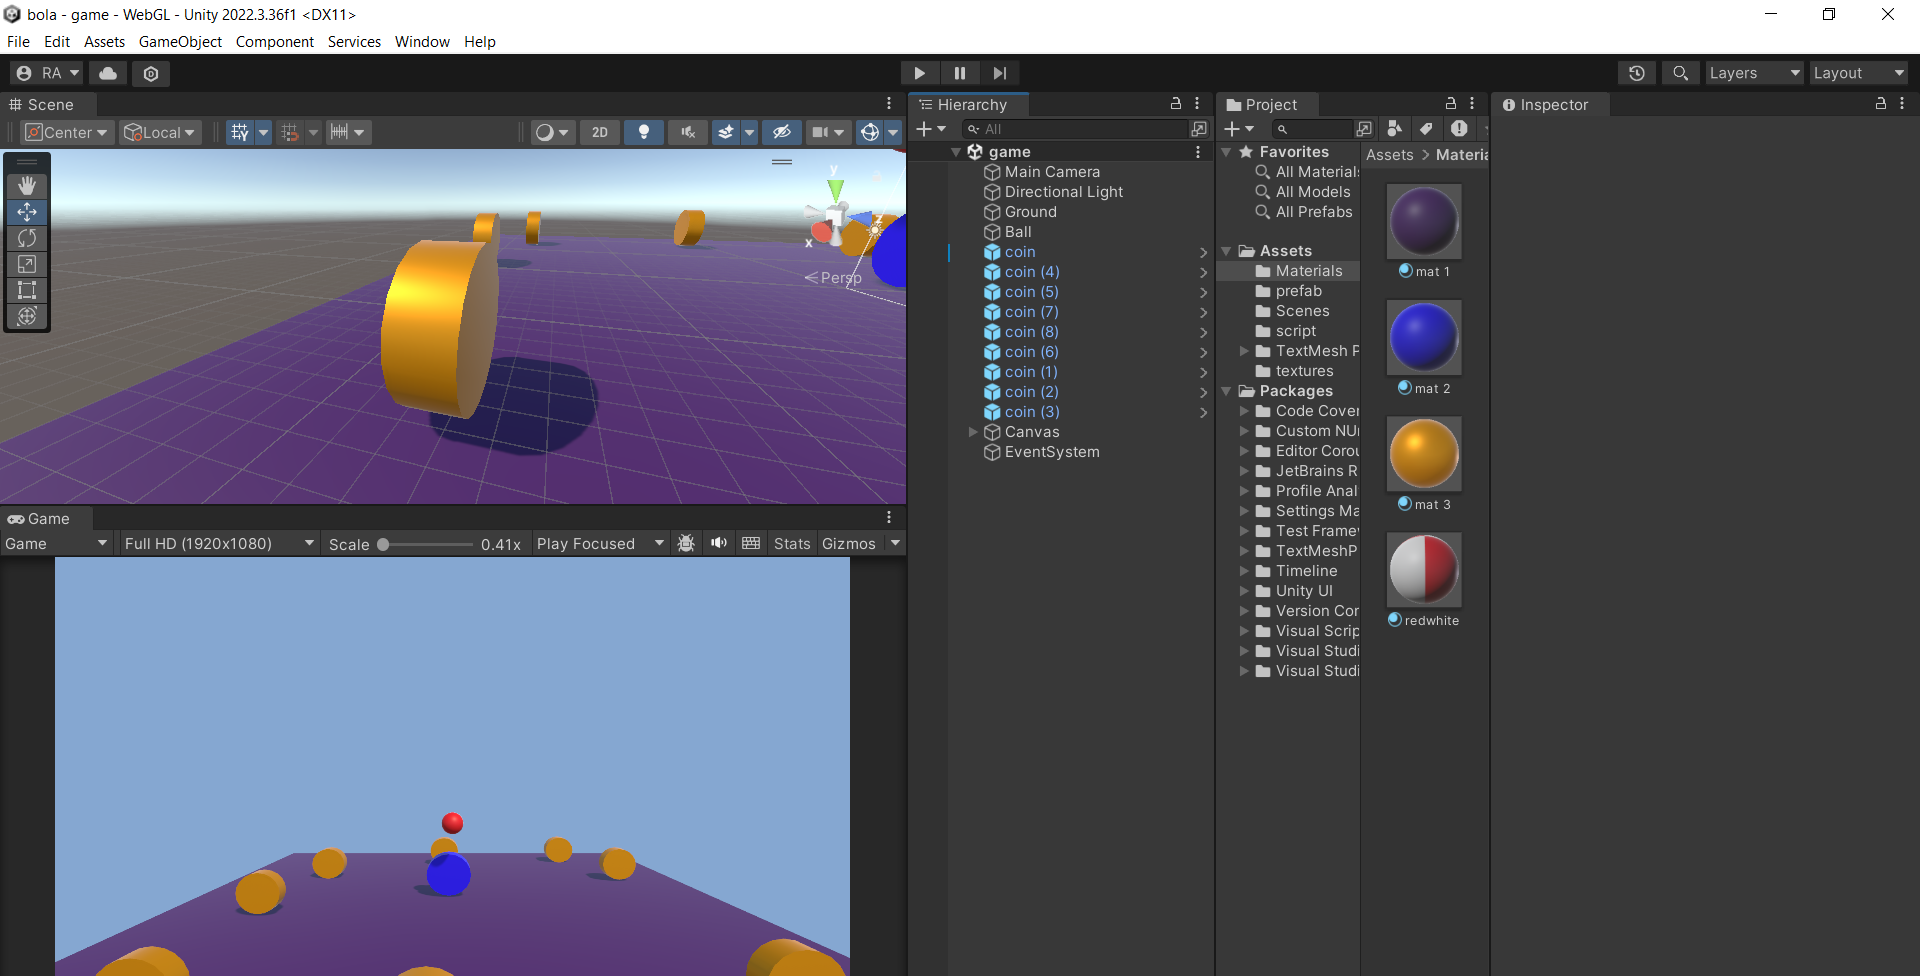 bola - game - WebGL - Unity 2022.3.36f1 <DX11>
File Edit Assets GameObject Component Services Window Help
RA
Layers
Layout
Scene
Center
Local
2D
y
x
z
Persp
Game
Game
Full HD (1920x1080)
Scale
0.41x
Play Focused
Stats
Gizmos
Hierarchy
All
game
Main Camera
Directional Light
Ground
Ball
coin
coin (4)
coin (5)
coin (7)
coin (8)
coin (6)
coin (1)
coin (2)
coin (3)
Canvas
EventSystem
Project
Favorites
All Materials
All Models
All Prefabs
Assets
Materials
prefab
Scenes
script
TextMesh P
textures
Packages
Code Cover
Custom NU
Editor Corou
JetBrains R
Profile Anal
Settings Ma
Test Framew
TextMeshP
Timeline
Unity UI
Version Cor
Visual Scrip
Visual Studi
Visual Studi
Assets > Materia
mat 1
mat 2
mat 3
redwhite
Inspector